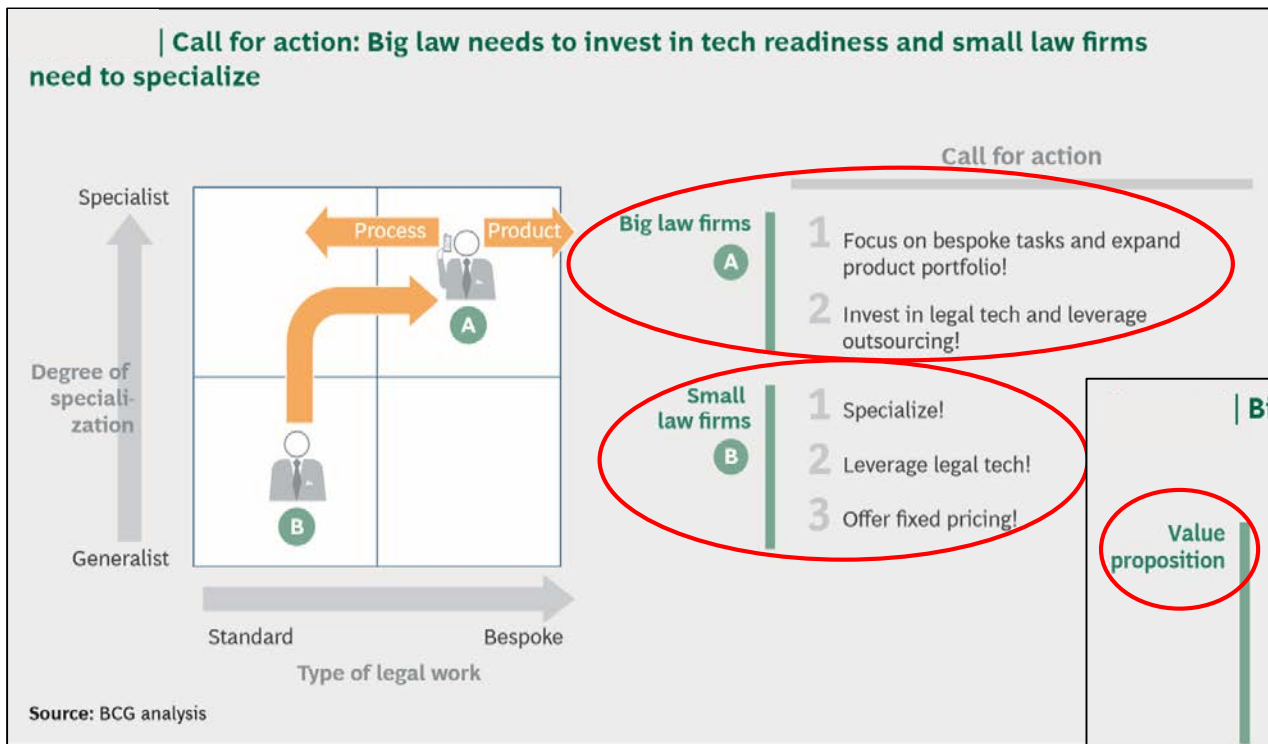 | Call for action: Big law needs to invest in tech readiness and small law firms
need to specialize
Call for action
Specialist
Process
Product
A
Degree of
speciali-
zation
B
Generalist
Standard
Bespoke
Type of legal work
Big law firms
A
1 Focus on bespoke tasks and expand
product portfolio!
2 Invest in legal tech and leverage
outsourcing!
Small
law firms
B
1 Specialize!
2 Leverage legal tech!
3 Offer fixed pricing!
Source: BCG analysis
Value
proposition